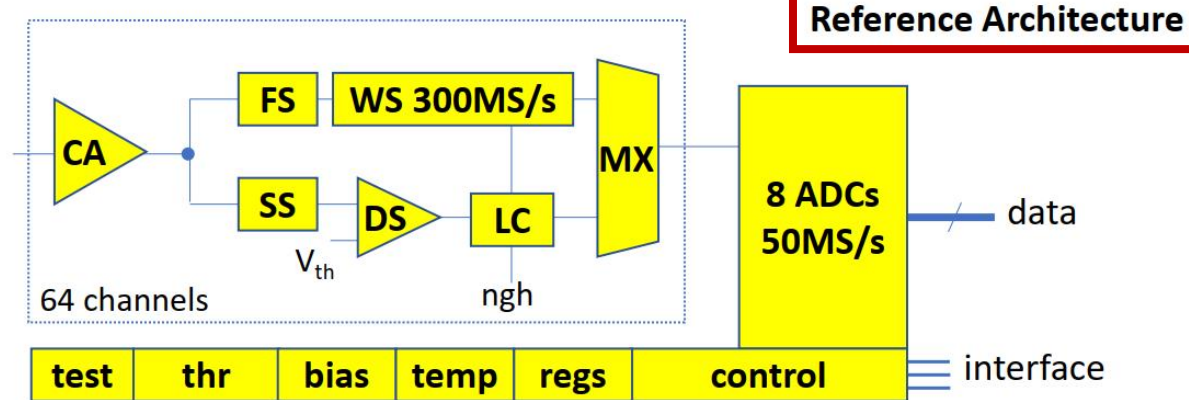 Reference Architecture
CA
FS
WS 300MS/s
MX
SS
DS
LC
Vth
ngh
64 channels
8 ADCs
50MS/s
data
test thr bias temp regs control
interface